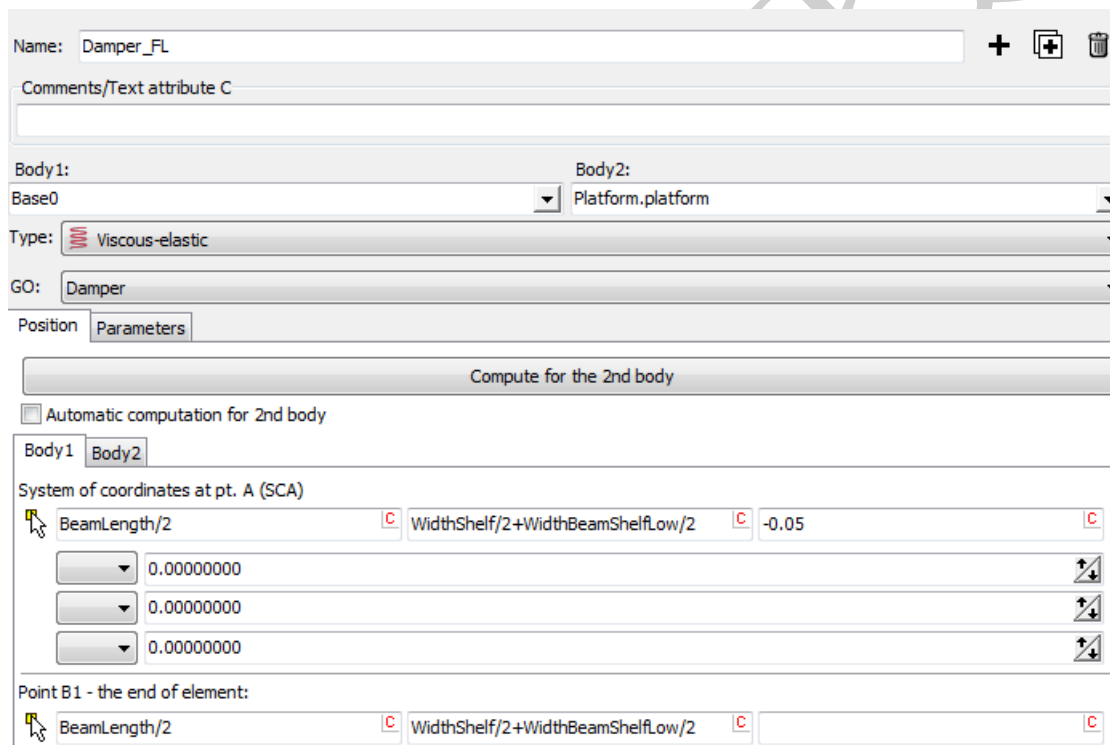 Name: Damper_FL
Comments/Text attribute C
Body1: Body2:
Base0 Platform.platform
Type: Viscous-elastic
GO: Damper
Position Parameters
Compute for the 2nd body
Automatic computation for 2nd body
Body1 Body2
System of coordinates at pt. A (SCA)
BeamLength/2 C WidthShelf/2+WidthBeamShelfLow/2 C -0.05 C
0.00000000
0.00000000
0.00000000
Point B1 - the end of element:
BeamLength/2 C WidthShelf/2+WidthBeamShelfLow/2 C C